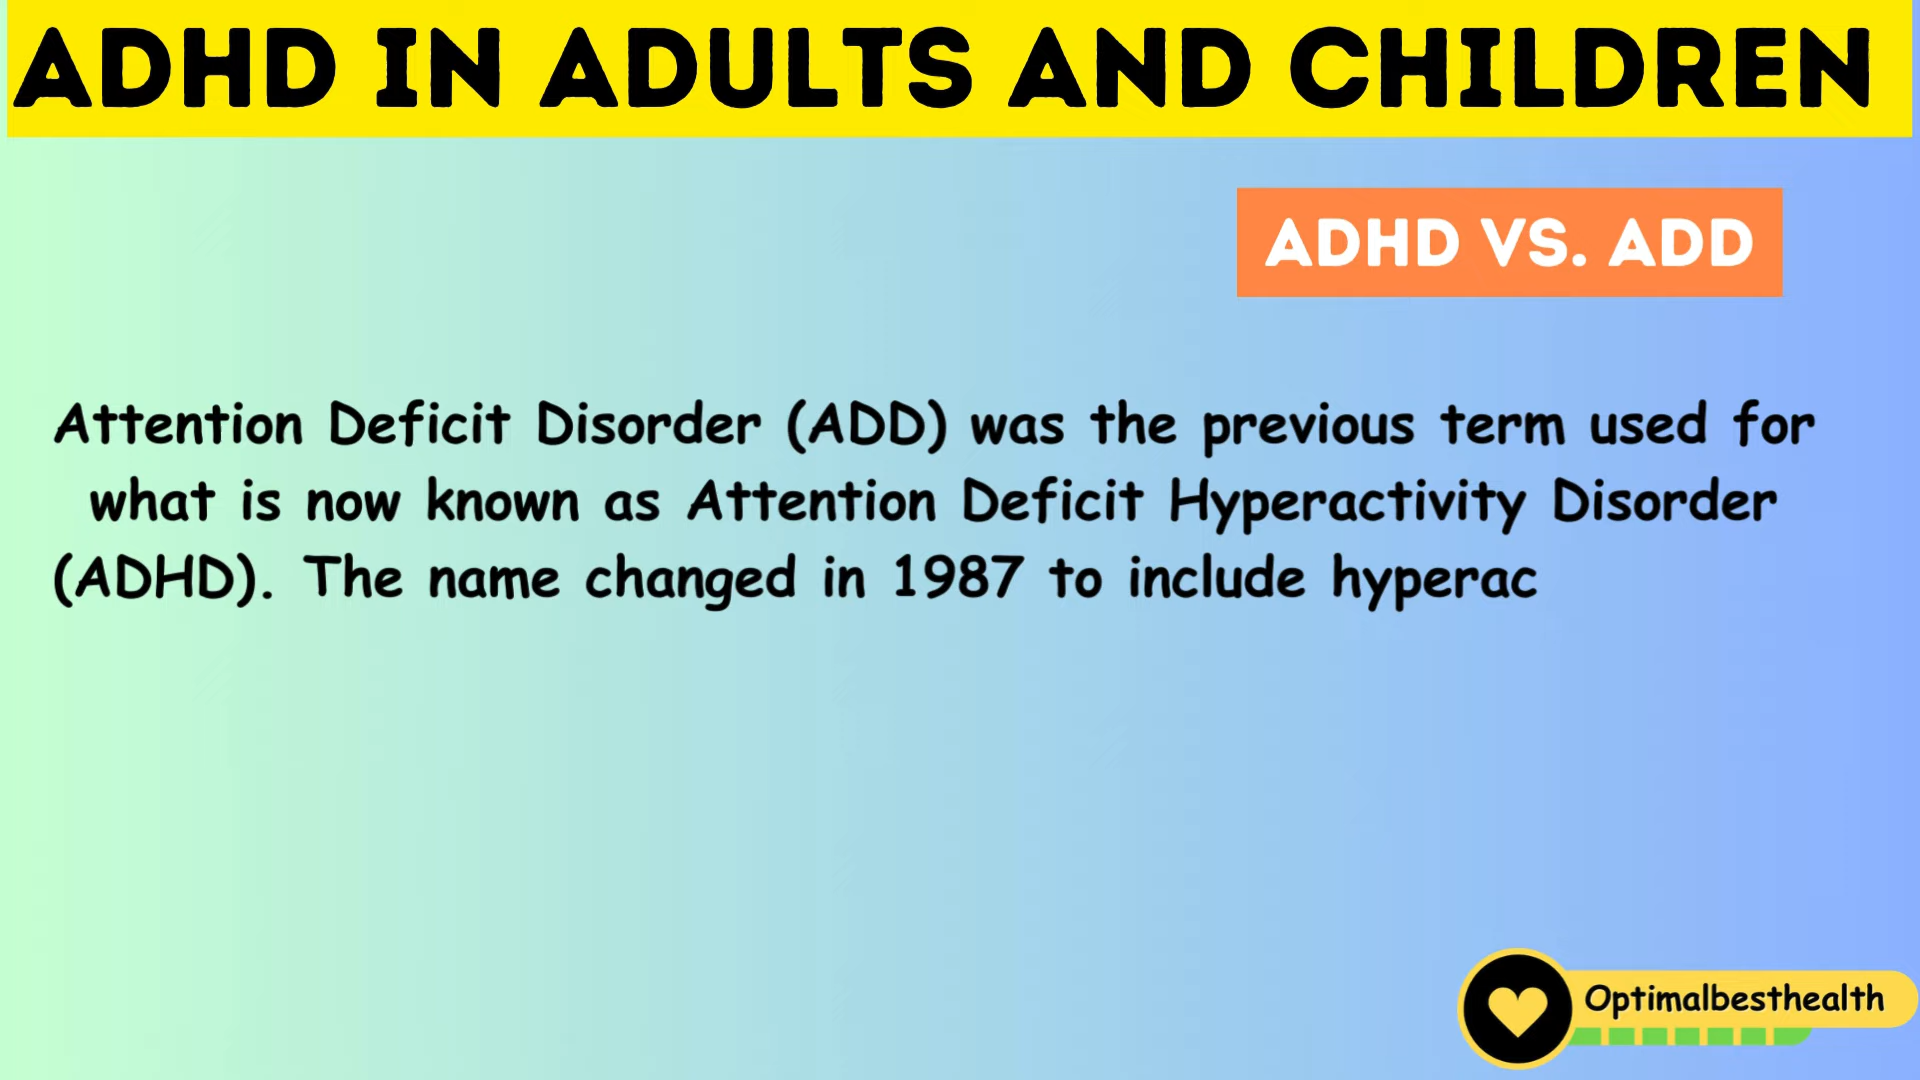 ADHD IN ADULTS AND CHILDREN
ADHD VS. ADD
Attention Deficit Disorder (ADD) was the previous term used for
what is now known as Attention Deficit Hyperactivity Disorder
(ADHD). The name changed in 1987 to include hyperac
Optimalbesthealth